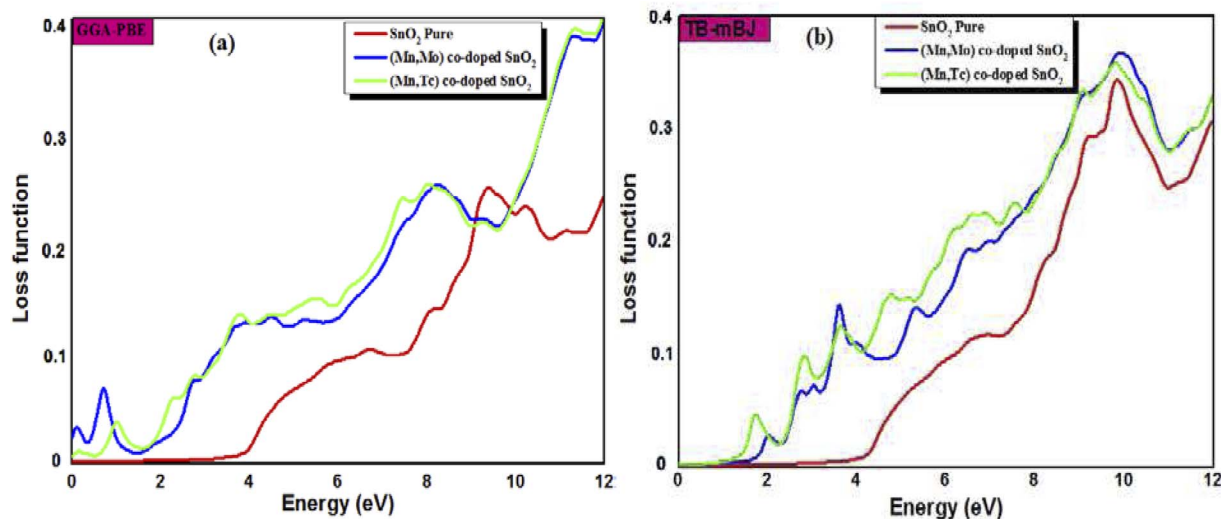 GGA-PBE
(a)
SnO₂ Pure
(Mn,Mo) co-doped SnO₂
(Mn,Tc) co-doped SnO₂
0.4
0.3
0.2
0.1
0
Loss function
0 2 4 6 8 10 12
Energy (eV)
TB-mBJ
(b)
SnO₂ Pure
(Mn,Mo) co-doped SnO₂
(Mn,Tc) co-doped SnO₂
0.4
0.3
0.2
0.1
0
Loss function
0 2 4 6 8 10 12
Energy (eV)